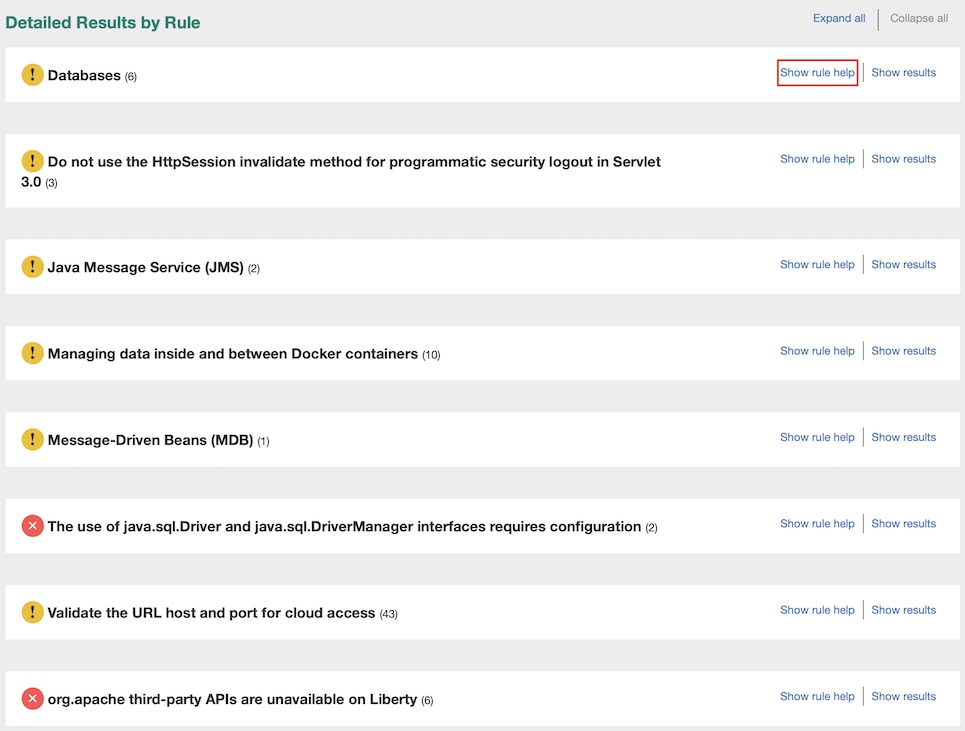 Detailed Results by Rule
Expand all
Collapse all
! Databases (6)
Show rule help
Show results
! Do not use the HttpSession invalidate method for programmatic security logout in Servlet
3.0 (3)
Show rule help
Show results
! Java Message Service (JMS) (2)
Show rule help
Show results
! Managing data inside and between Docker containers (10)
Show rule help
Show results
! Message-Driven Beans (MDB) (1)
Show rule help
Show results
The use of java.sql.Driver and java.sql.DriverManager interfaces requires configuration (2)
Show rule help
Show results
! Validate the URL host and port for cloud access (43)
Show rule help
Show results
org.apache third-party APIs are unavailable on Liberty (6)
Show rule help
Show results